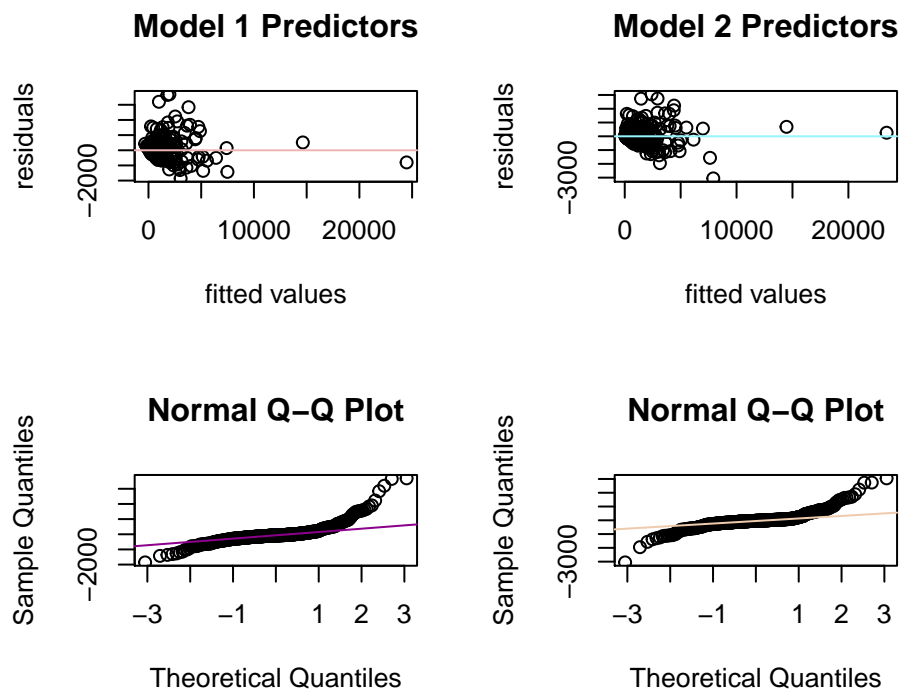 Model 1 Predictors
residuals
−2000
0 10000 20000
fitted values
Model 2 Predictors
residuals
−3000
0 10000 20000
fitted values
Normal Q−Q Plot
Sample Quantiles
−2000
−3 −1 1 2 3
Theoretical Quantiles
Normal Q−Q Plot
Sample Quantiles
−3000
−3 −1 1 2 3
Theoretical Quantiles